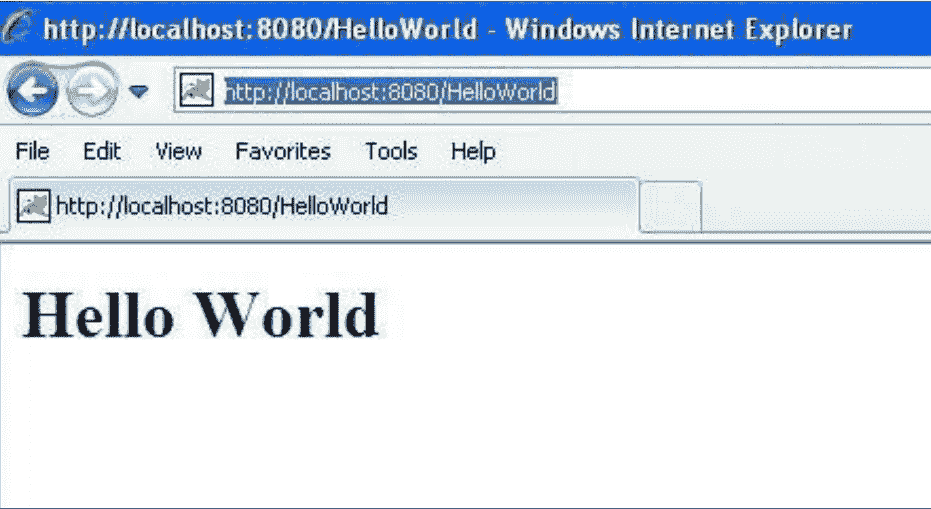 http://localhost:8080/HelloWorld - Windows Internet Explorer
http://localhost:8080/HelloWorld
File Edit View Favorites Tools Help
http://localhost:8080/HelloWorld
Hello World